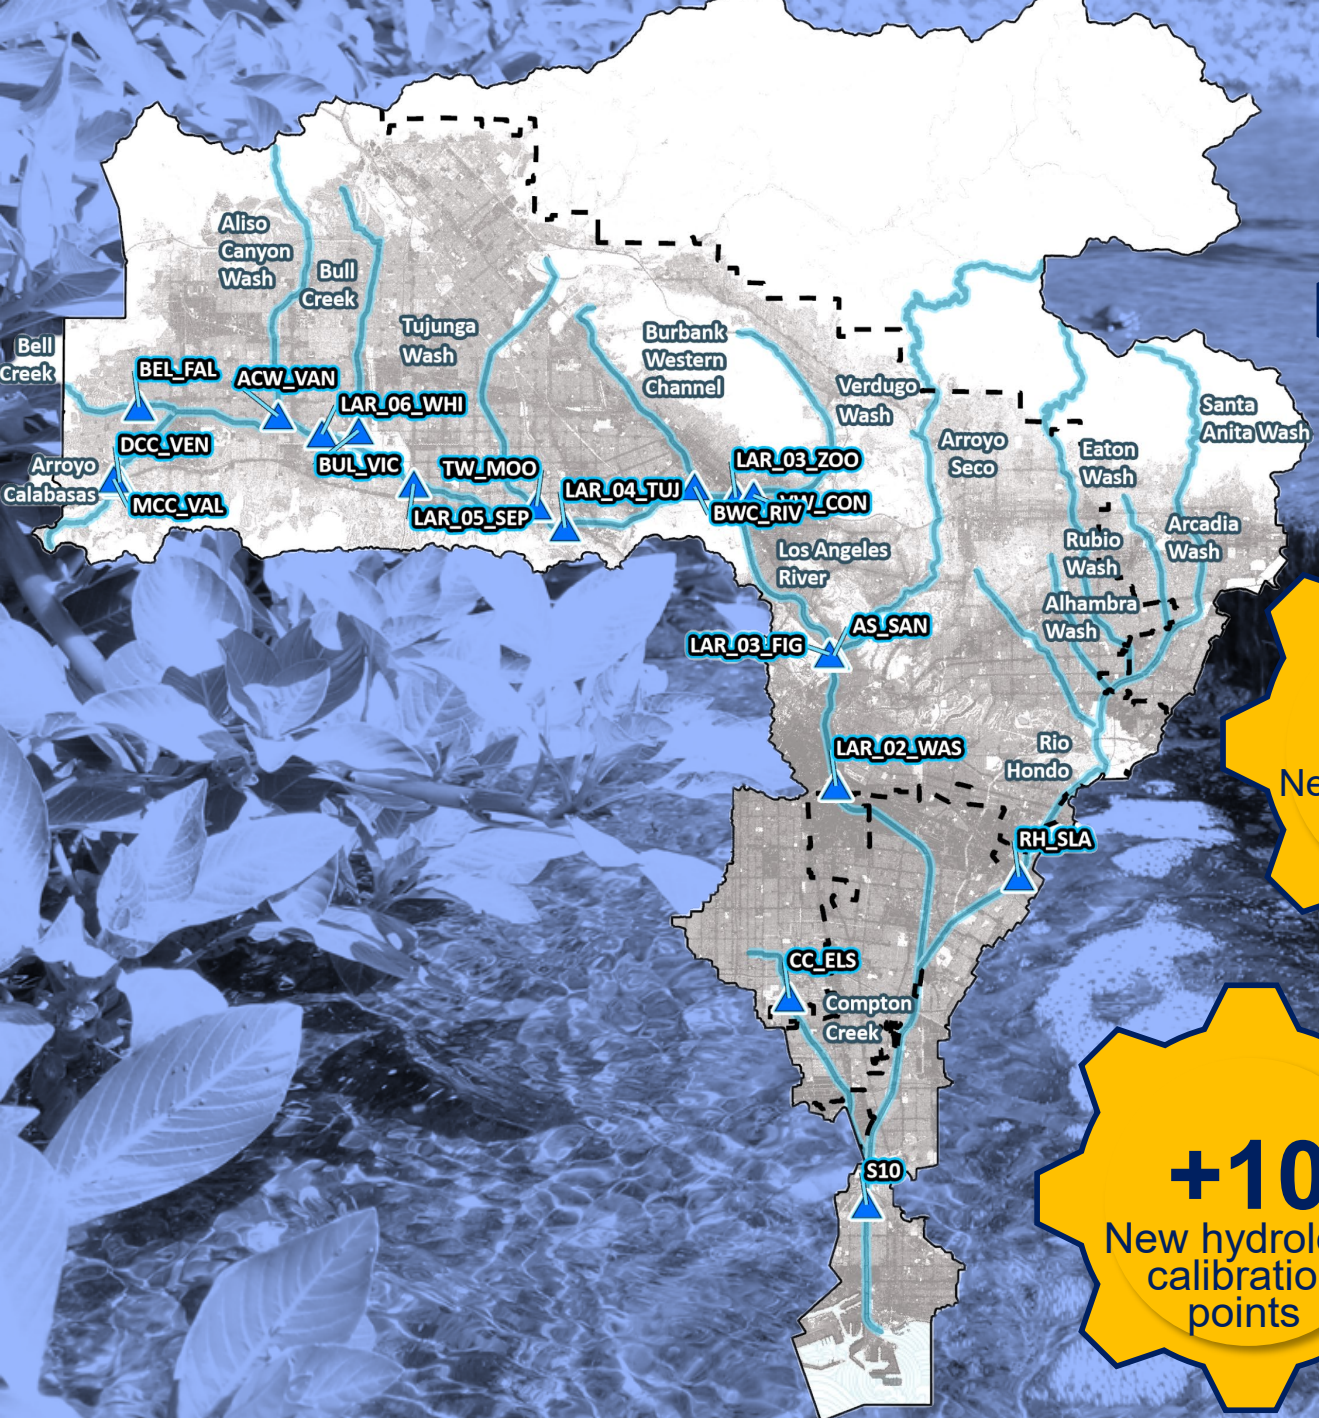 Aliso
Canyon
Wash
Bull
Creek
Tujunga
Wash
Burbank
Western
Channel
Verdugo
Wash
Bell
Creek
BEL_FAL
ACW_VAN
LAR_06_WHI
DCC_VEN
BUL_VIC
Arroyo
Calabasas
MCC_VAL
TW_MOO
LAR_05_SEP
LAR_04_TUJ
LAR_03_ZOO
VW_CON
BWC_RIV
Los Angeles
River
Arroyo
Seco
Santa
Anita Wash
Eaton
Wash
Arcadia
Wash
Rubio
Wash
Alhambra
Wash
AS_SAN
LAR_03_FIG
LAR_02_WAS
Rio
Hondo
RH_SLA
CC_ELS
Compton
Creek
S10
Ne
+10
New hydrolo
calibratio
points